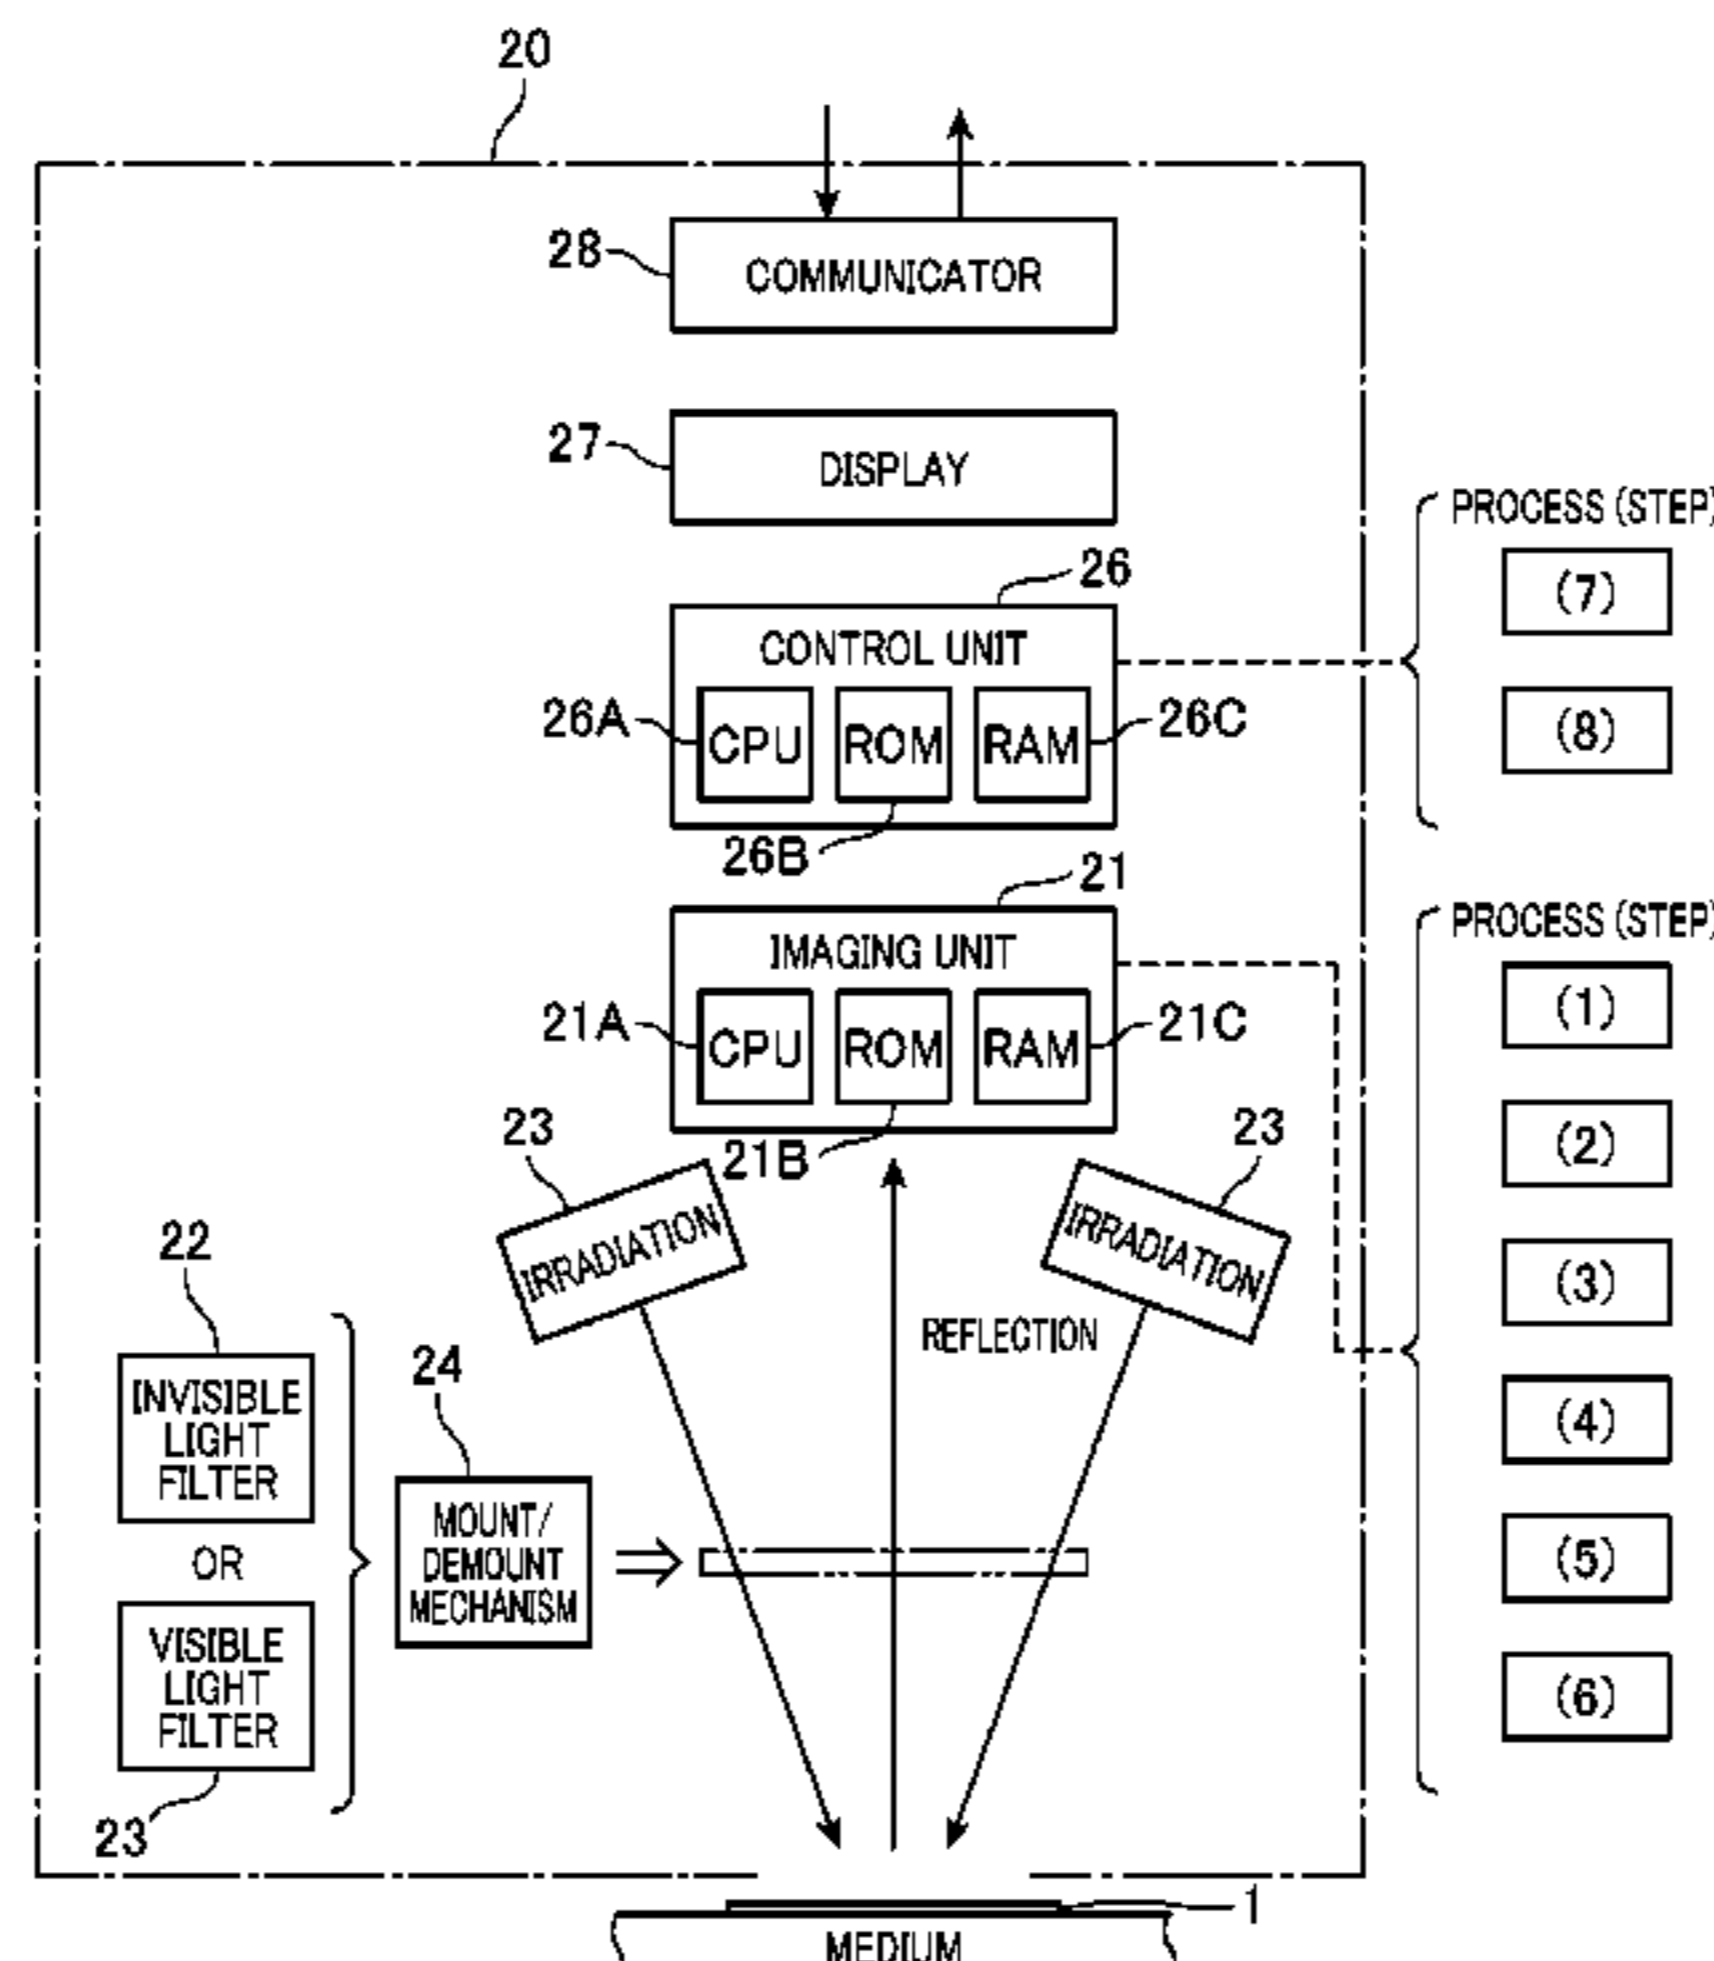 20
28
COMMUNICATOR
27
DISPLAY
26
CONTROL UNIT
26A
CPU
ROM
RAM
26C
26B
PROCESS (STEP)
(7)
(8)
21
IMAGING UNIT
21A
CPU
ROM
RAM
21C
21B
PROCESS (STEP)
(1)
(2)
(3)
(4)
(5)
(6)
23
IRRADIATION
23
IRRADIATION
REFLECTION
22
INVISIBLE
LIGHT
FILTER
OR
VISIBLE
LIGHT
FILTER
23
24
MOUNT/
DEMOUNT
MECHANISM
1
MEDIUM